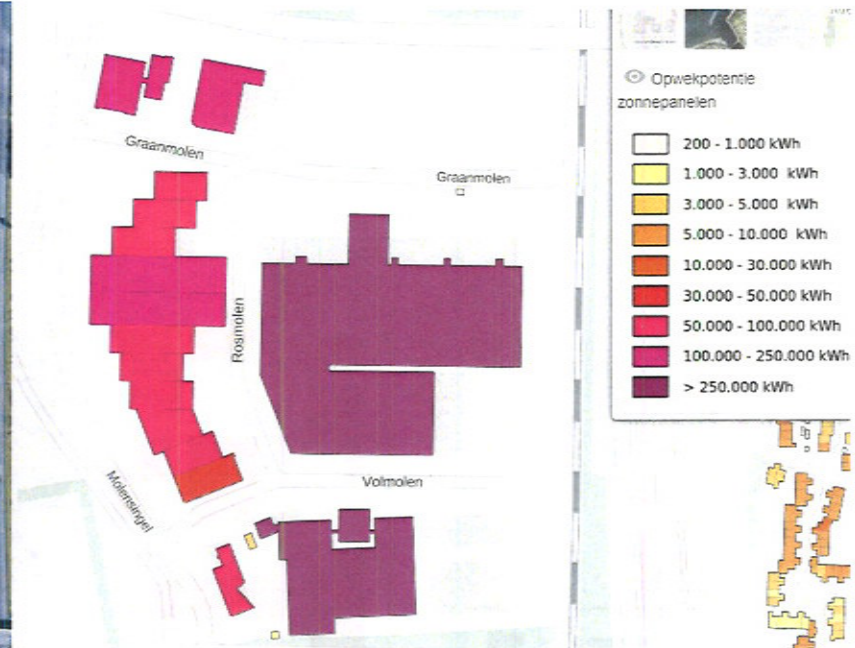 Opwekpotentie
zonnepanelen
200 - 1.000 kWh
1.000 - 3.000 kWh
3.000 - 5.000 kWh
5.000 - 10.000 kWh
10.000 - 30.000 kWh
30.000 - 50.000 kWh
50.000 - 100.000 kWh
100.000 - 250.000 kWh
> 250.000 kWh
Graanmolen
Graanmolen
Rosmolen
Volmolen
Molensingel